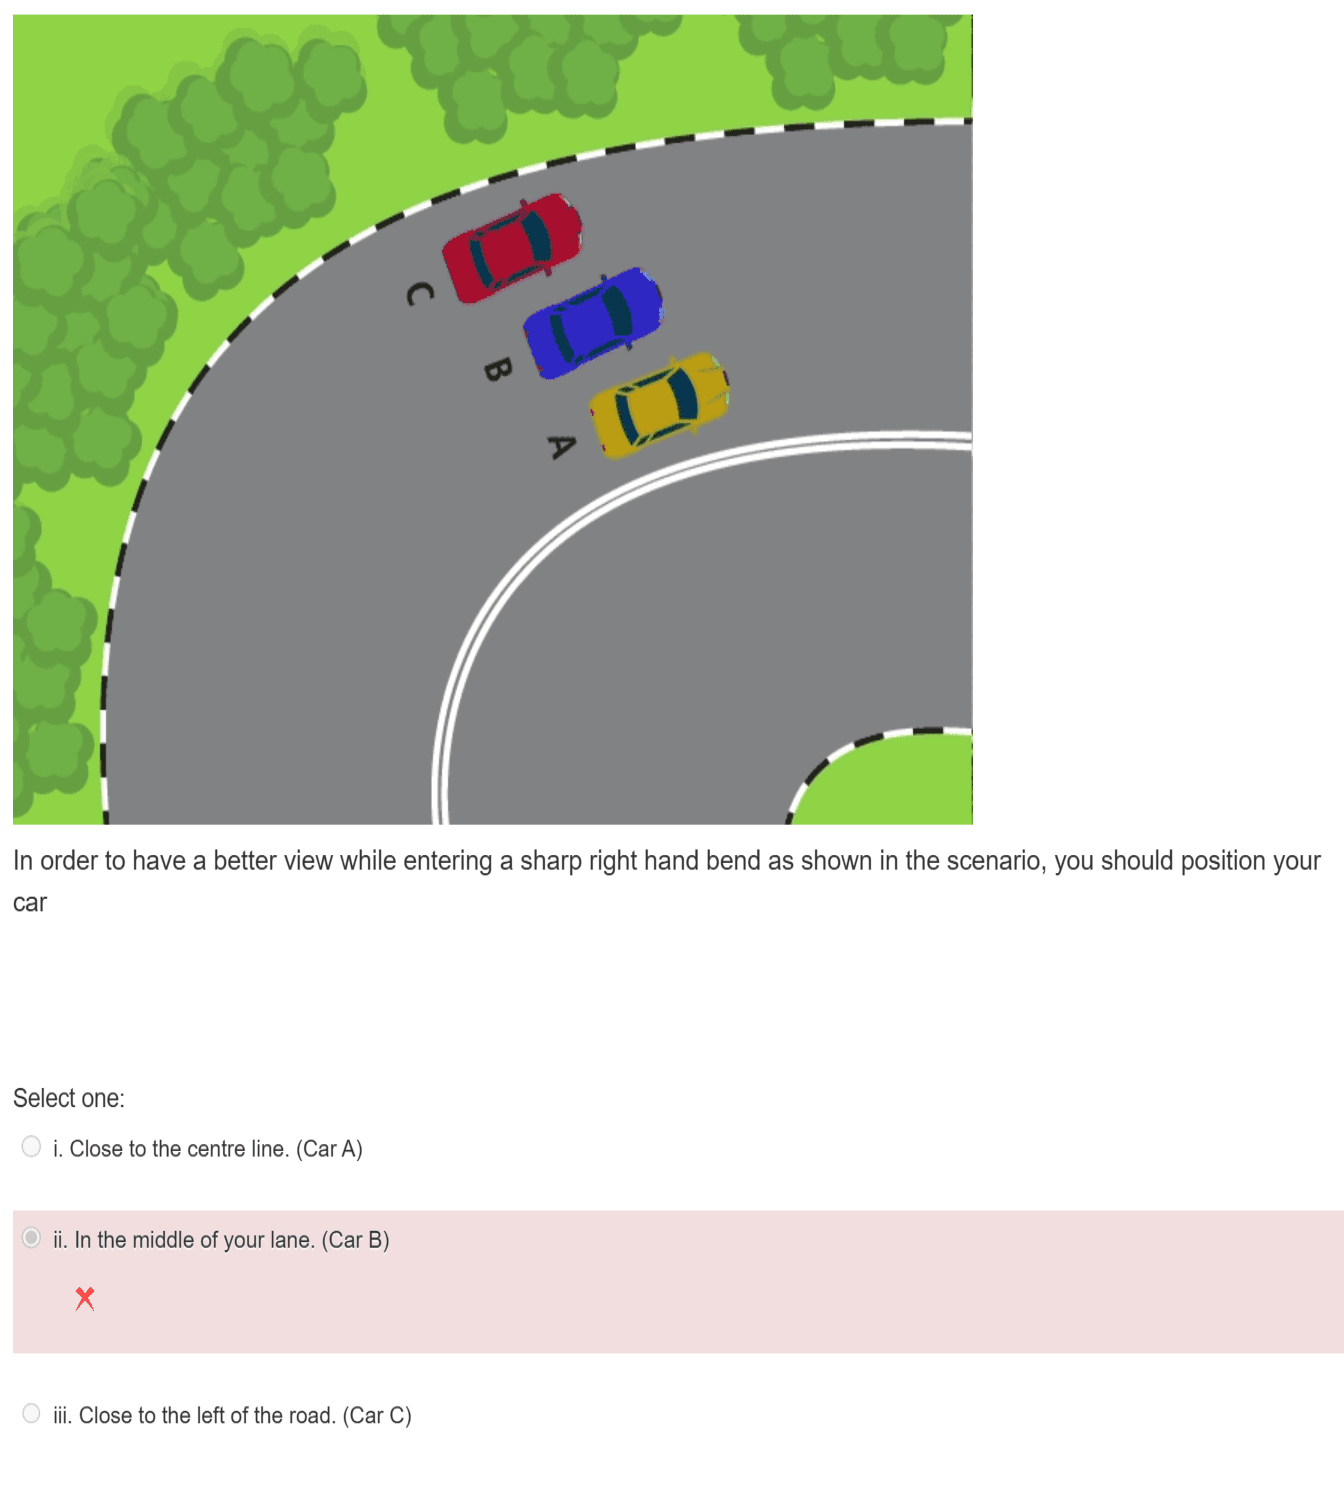 C
B
A
In order to have a better view while entering a sharp right hand bend as shown in the scenario, you should position your
car
Select one:
i. Close to the centre line. (Car A)
ii. In the middle of your lane. (Car B)
iii. Close to the left of the road. (Car C)